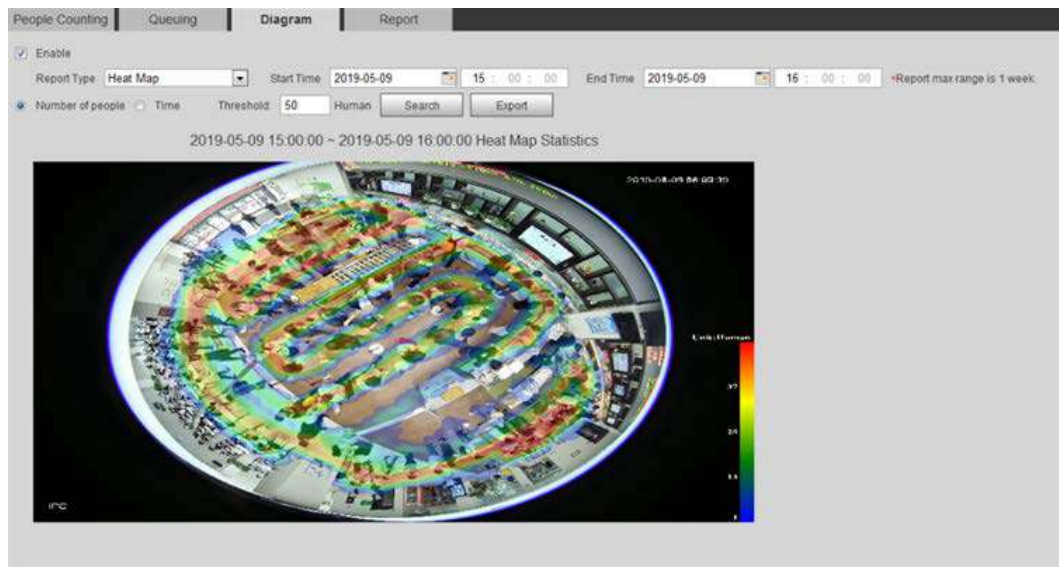 People Counting Queuing Diagram Report
Enable
Report Type Heat Map Start Time 2019-05-09 15 : 00 : 00 End Time 2019-05-09 16 : 00 : 00 *Report max range is 1 week.
Number of people Time Threshold 50 Human Search Export
2019-05-09 15:00:00 ~ 2019-05-09 16:00:00 Heat Map Statistics
Unit:Human
IPC